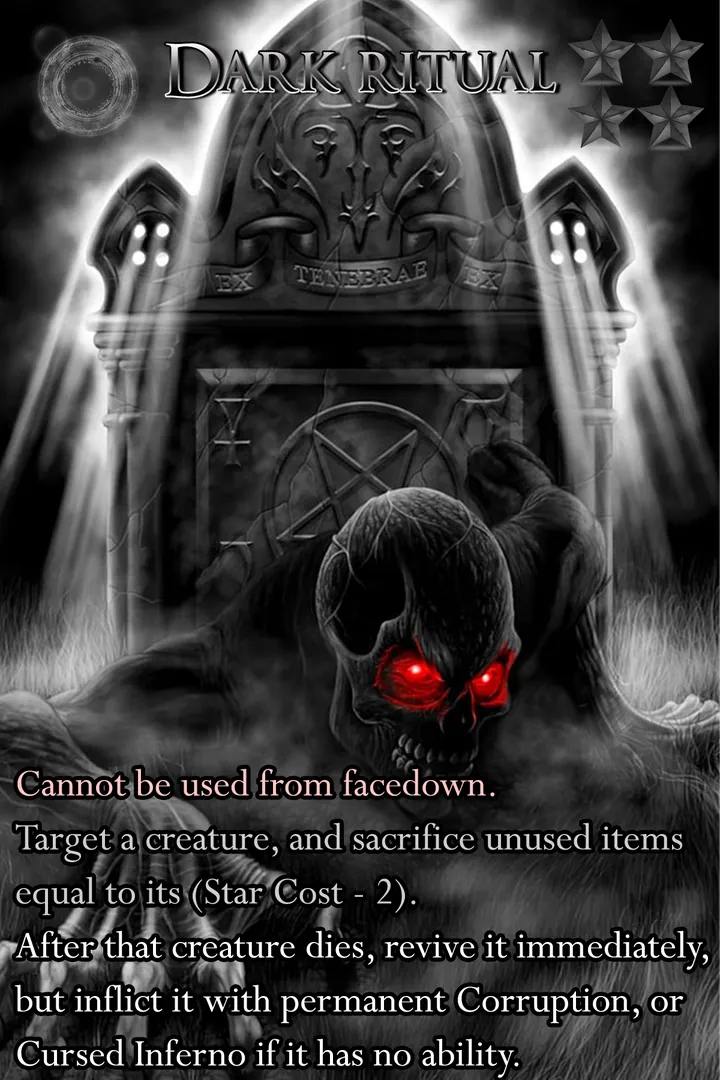 Dark ritual
EX TENEBRAE EX
Cannot be used from facedown.
Target a creature, and sacrifice unused items
equal to its (Star Cost - 2).
After that creature dies, revive it immediately,
but inflict it with permanent Corruption, or
Cursed Inferno if it has no ability.